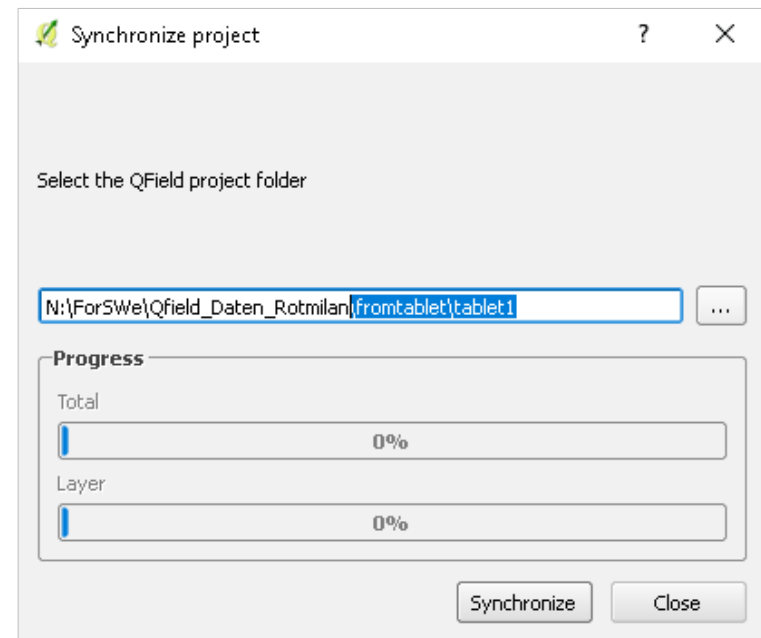 Synchronize project
Select the QField project folder
N:\ForSWe\Qfield_Daten_Rotmilan\fromtablet\tablet1
...
Progress
Total
0%
Layer
0%
Synchronize Close